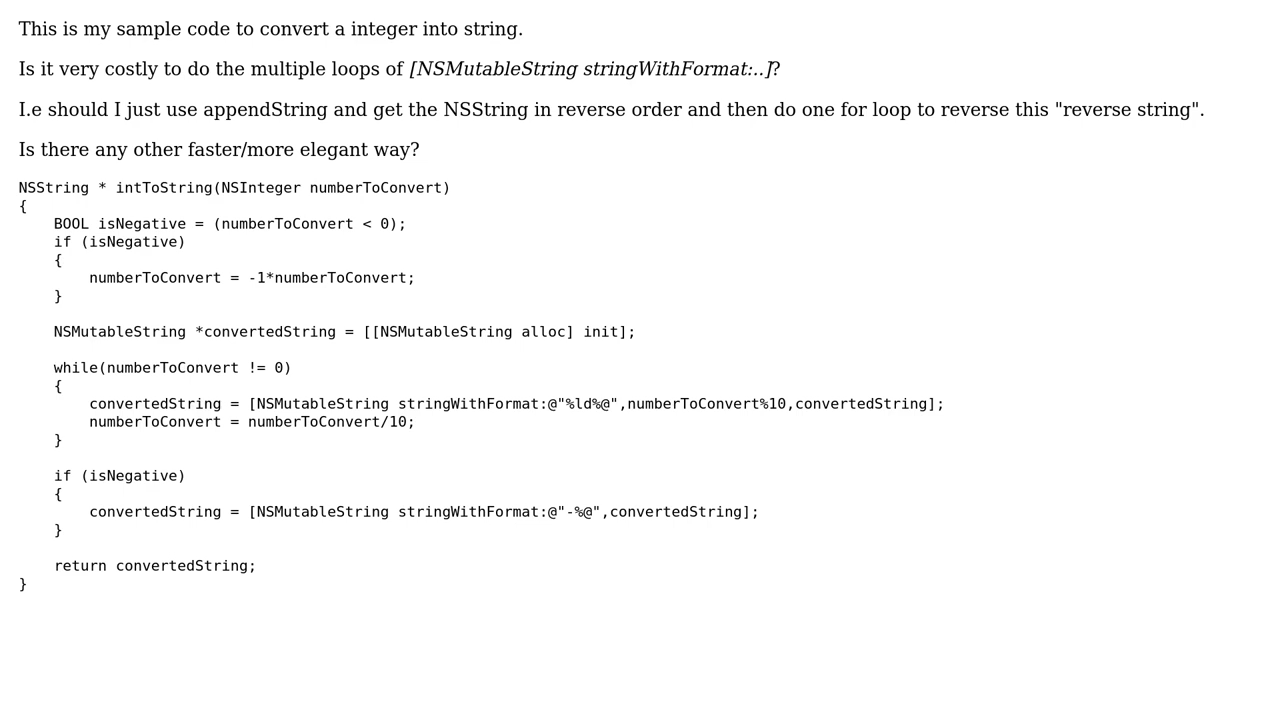 This is my sample code to convert a integer into string.
Is it very costly to do the multiple loops of [NSMutableString stringWithFormat:..]?
I.e should I just use appendString and get the NSString in reverse order and then do one for loop to reverse this "reverse string".
Is there any other faster/more elegant way?
NSString * intToString(NSInteger numberToConvert)
{
    BOOL isNegative = (numberToConvert < 0);
    if (isNegative)
    {
        numberToConvert = -1*numberToConvert;
    }
    NSMutableString *convertedString = [[NSMutableString alloc] init];
    while(numberToConvert != 0)
    {
        convertedString = [NSMutableString stringWithFormat:@"%ld%@",numberToConvert%10,convertedString];
        numberToConvert = numberToConvert/10;
    }
    if (isNegative)
    {
        convertedString = [NSMutableString stringWithFormat:@"-%@",convertedString];
    }
    return convertedString;
}